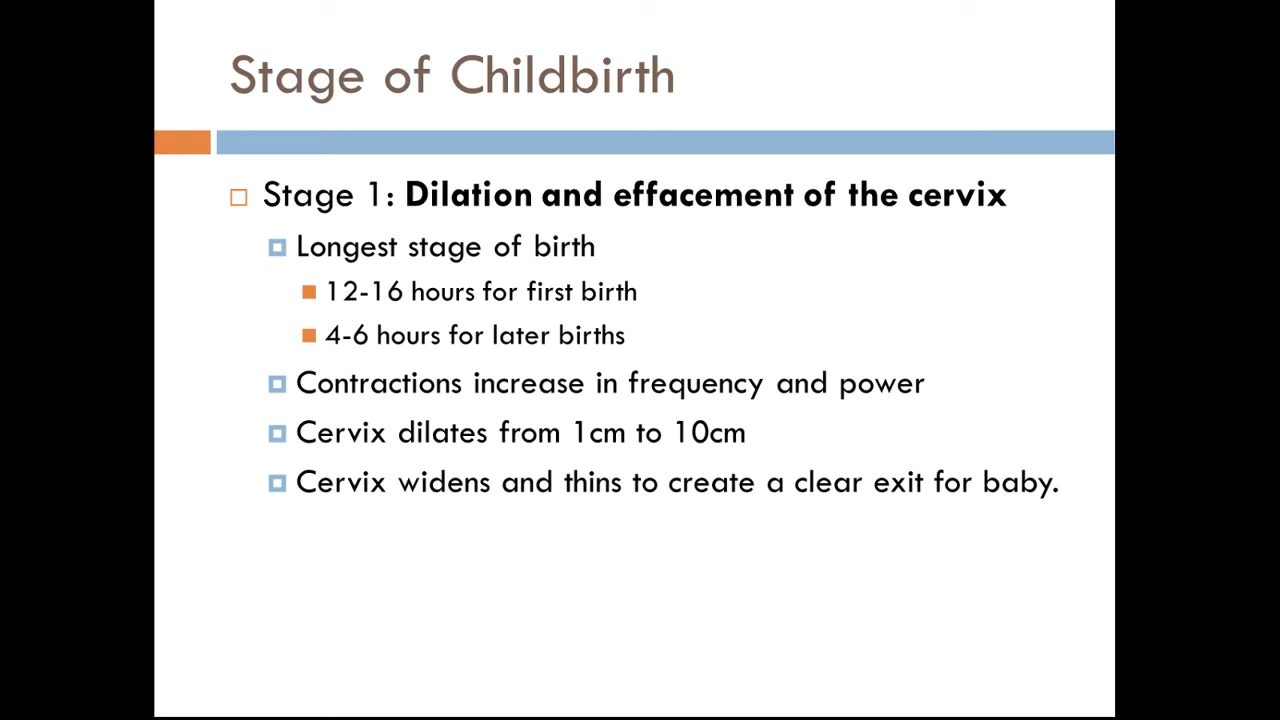 Stage of Childbirth
Stage 1: Dilation and effacement of the cervix
Longest stage of birth
12-16 hours for first birth
4-6 hours for later births
Contractions increase in frequency and power
Cervix dilates from 1cm to 10cm
Cervix widens and thins to create a clear exit for baby.